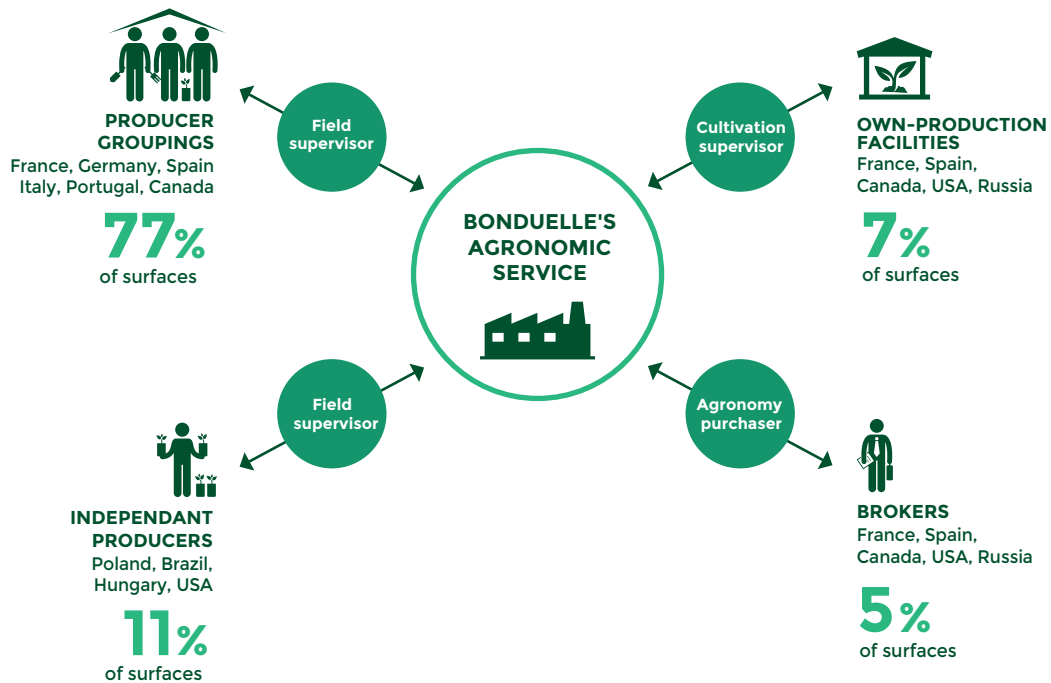 PRODUCER
GROUPINGS
France, Germany, Spain
Italy, Portugal, Canada
77%
of surfaces
Field
supervisor
Cultivation
supervisor
OWN-PRODUCTION
FACILITIES
France, Spain,
Canada, USA, Russia
7%
of surfaces
BONDUELLE'S
AGRONOMIC
SERVICE
Field
supervisor
Agronomy
purchaser
INDEPENDANT
PRODUCERS
Poland, Brazil,
Hungary, USA
11%
of surfaces
BROKERS
France, Spain,
Canada, USA, Russia
5%
of surfaces